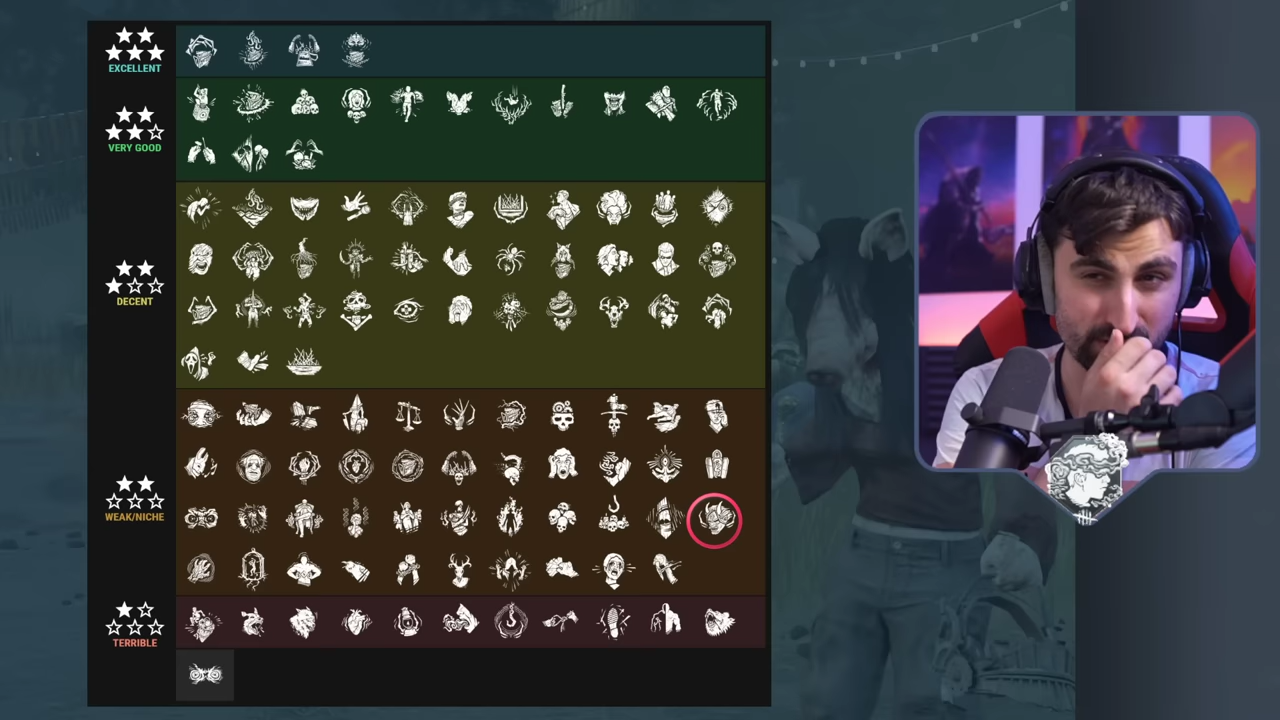 EXCELLENT
VERY GOOD
DECENT
WEAK/NICHE
TERRIBLE